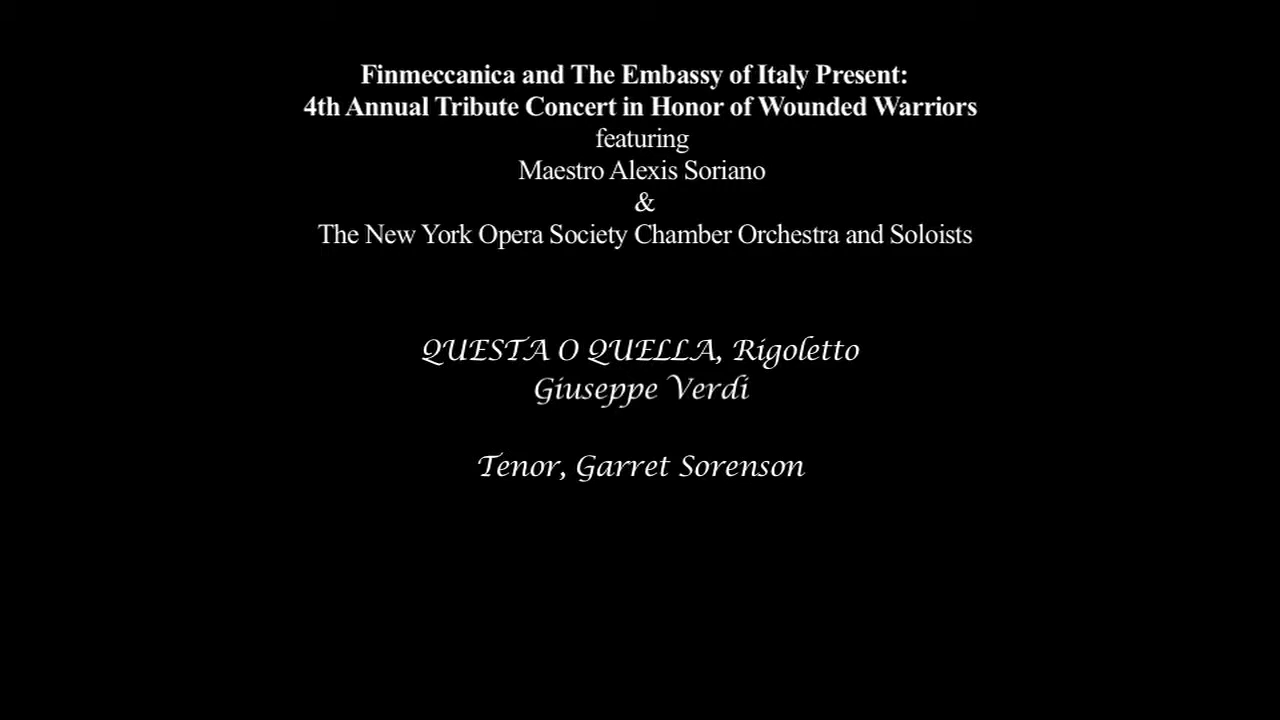 Finmeccanica and The Embassy of Italy Present:
4th Annual Tribute Concert in Honor of Wounded Warriors
featuring
Maestro Alexis Soriano
&
The New York Opera Society Chamber Orchestra and Soloists
QUESTA O QUELLA, Rigoletto
Giuseppe Verdi
Tenor, Garret Sorenson